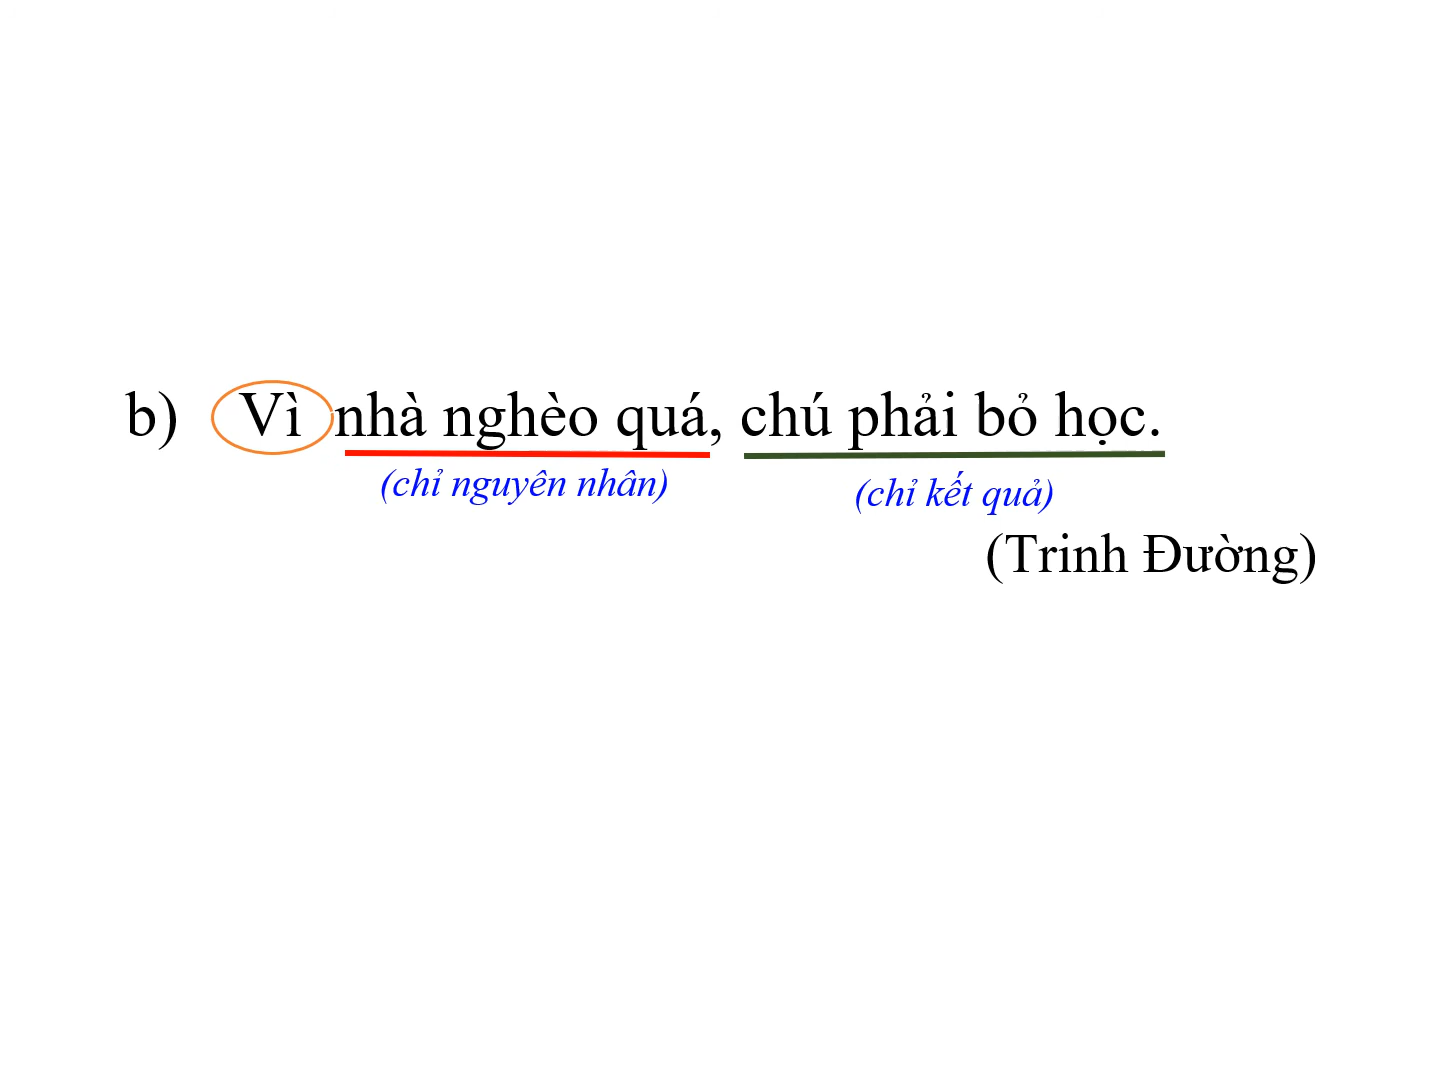 b) Vì nhà nghèo quá, chú phải bỏ học.
(chỉ nguyên nhân) (chỉ kết quả)
(Trinh Đường)